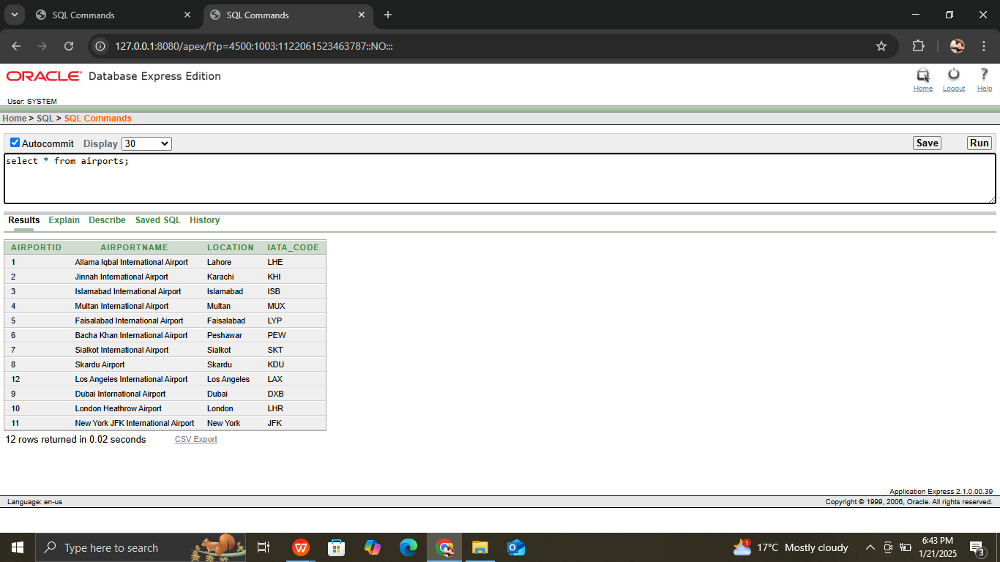 SQL Commands
SQL Commands
127.0.0.1:8080/apex/f?p=4500:1003:1122061523463787::NO:::
ORACLE Database Express Edition
Home Logout Help
User: SYSTEM
Home > SQL > SQL Commands
Autocommit Display 30 Save Run
select * from airports;
Results Explain Describe Saved SQL History
AIRPORTID AIRPORTNAME LOCATION IATA_CODE
1 Allama Iqbal International Airport Lahore LHE
2 Jinnah International Airport Karachi KHI
3 Islamabad International Airport Islamabad ISB
4 Multan International Airport Multan MUX
5 Faisalabad International Airport Faisalabad LYP
6 Bacha Khan International Airport Peshawar PEW
7 Sialkot International Airport Sialkot SKT
8 Skardu Airport Skardu KDU
12 Los Angeles International Airport Los Angeles LAX
9 Dubai International Airport Dubai DXB
10 London Heathrow Airport London LHR
11 New York JFK International Airport New York JFK
12 rows returned in 0.02 seconds CSV Export
Application Express 2.1.0.00.39
Language: en-us Copyright © 1999, 2006, Oracle. All rights reserved.
Type here to search
17°C Mostly cloudy
6:43 PM
1/21/2025
3